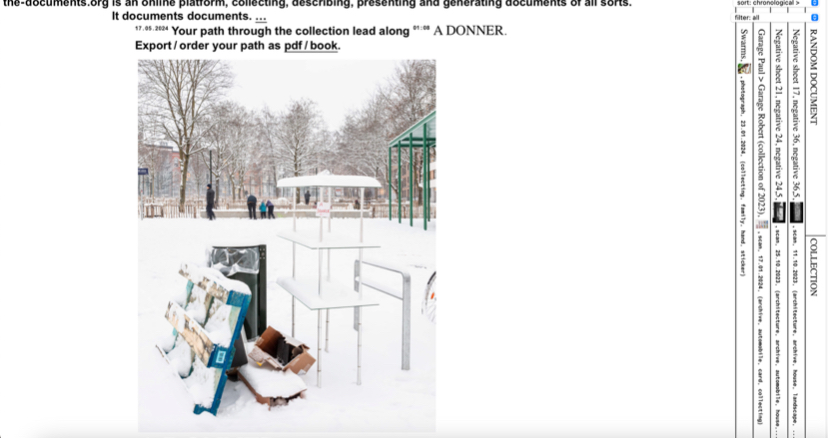 the-documents.org is an online platform, collecting, describing, presenting and generating documents of all sorts.
It documents documents. ...
17.05.2024 Your path through the collection lead along 01:08 A DONNER.
Export / order your path as pdf / book.
sort: chronological >
filter: all
RANDOM DOCUMENT
COLLECTION
Negative sheet 17, negative 36, negative 36,5, , scan, 11.10.2023, (architecture, archive, house, landscape, ...
Negative sheet 21, negative 24, negative 24,5, , scan, 25.10.2023, (architecture, archive, automobile, house, ...
Garage Paul > Garage Robert (collection of 2023), , scan, 17.01.2024, (archive, automobile, card, collecting)
Swarms, , photograph, 23.01.2024, (collecting, family, hand, sticker)